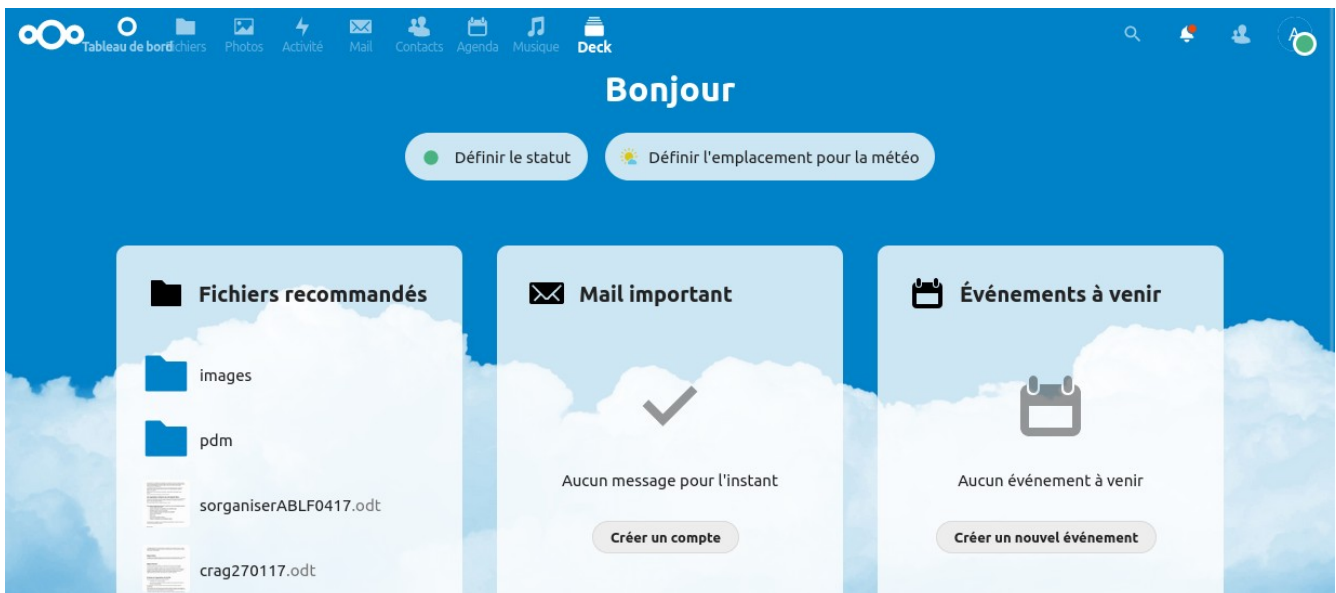 Tableau de bord Fichiers Photos Activité Mail Contacts Agenda Musique Deck A
Bonjour
Définir le statut
Définir l'emplacement pour la météo
Fichiers recommandés
images
pdm
sorganiserABLF0417.odt
crag270117.odt
Mail important
Aucun message pour l'instant
Créer un compte
Événements à venir
Aucun événement à venir
Créer un nouvel événement